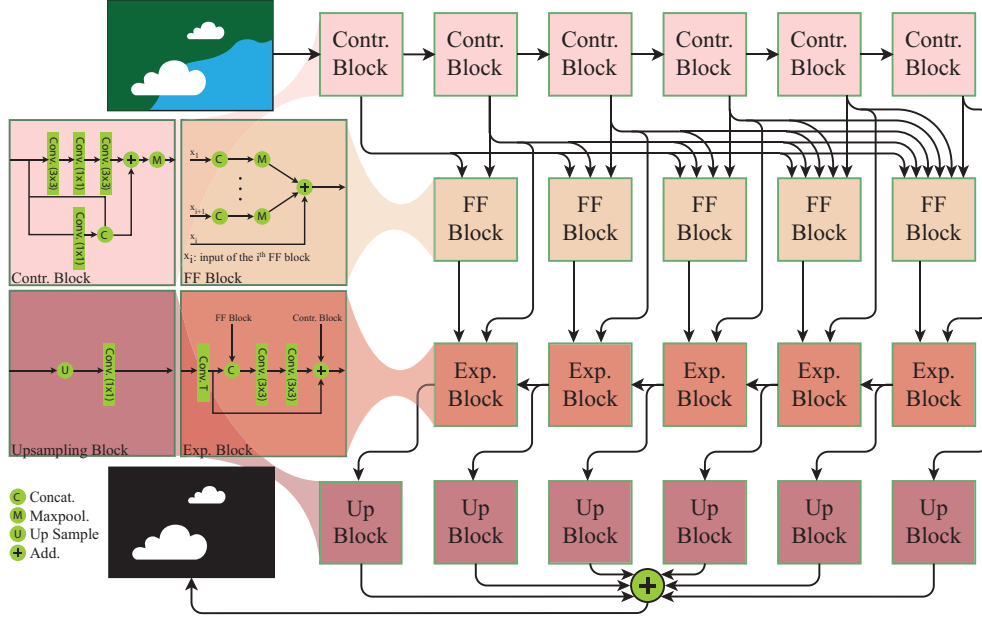 Contr.
Block
Contr.
Block
Contr.
Block
Contr.
Block
Contr.
Block
Contr.
Block
Conv. (3x3)
Conv. (1x1)
Conv. (3x3)
+
M
Conv. (1x1)
C
Contr. Block
x1
C
M
+
xi+1
C
M
xi
xi: input of the ith FF block
FF Block
FF
Block
FF
Block
FF
Block
FF
Block
FF
Block
U
Conv. (1x1)
Upsampling Block
FF Block
Contr. Block
Conv. T
C
Conv. (3x3)
Conv. (3x3)
+
Exp. Block
Exp.
Block
Exp.
Block
Exp.
Block
Exp.
Block
Exp.
Block
C Concat.
M Maxpool.
U Up Sample
+ Add.
Up
Block
Up
Block
Up
Block
Up
Block
Up
Block
Up
Block
+